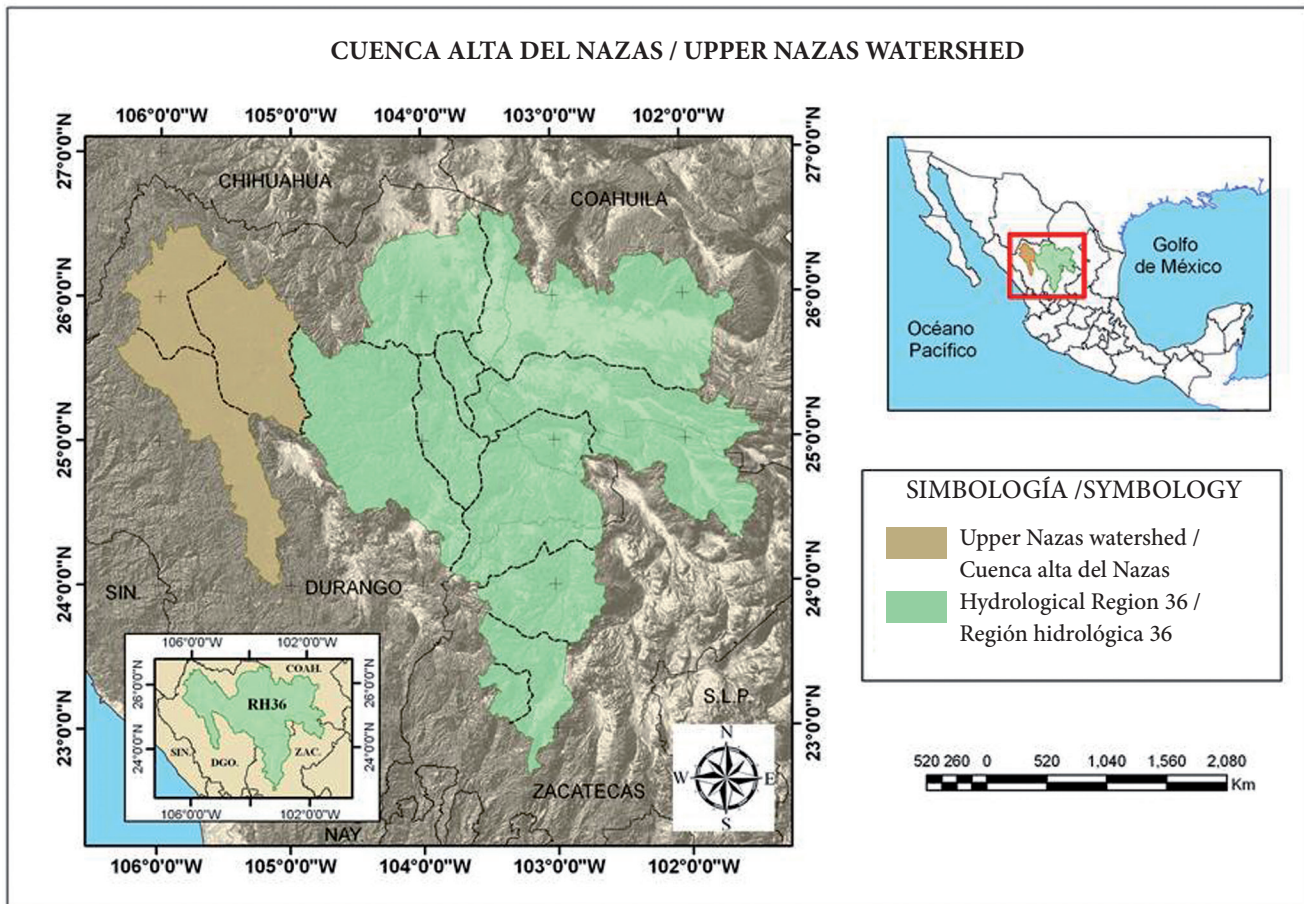 CUENCA ALTA DEL NAZAS / UPPER NAZAS WATERSHED
106°0'0"W 105°0'0"W 104°0'0"W 103°0'0"W 102°0'0"W
27°0'0"N
26°0'0"N
25°0'0"N
24°0'0"N
23°0'0"N
CHIHUAHUA
COAHUILA
SIN.
DURANGO
S.L.P.
ZACATECAS
NAY.
106°0'0"W 102°0'0"W
26°0'0"N
24°0'0"N
COAH.
RH36
SIN.
DGO.
ZAC.
26°0'0"N
24°0'0"N
106°0'0"W 102°0'0"W
N
W E
S
27°0'0"N
26°0'0"N
25°0'0"N
24°0'0"N
23°0'0"N
106°0'0"W 105°0'0"W 104°0'0"W 103°0'0"W 102°0'0"W
Golfo
de México
Océano
Pacífico
SIMBOLOGÍA /SYMBOLOGY
Upper Nazas watershed /
Cuenca alta del Nazas
Hydrological Region 36 /
Región hidrológica 36
520 260 0 520 1,040 1,560 2,080
Km